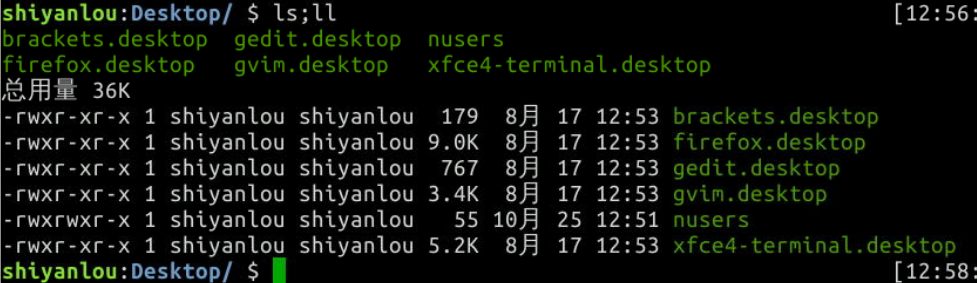 shiyanlou:Desktop/ $ ls;ll [12:56:
brackets.desktop gedit.desktop nusers
firefox.desktop gvim.desktop xfce4-terminal.desktop
总用量 36K
-rwxr-xr-x 1 shiyanlou shiyanlou 179 8月 17 12:53 brackets.desktop
-rwxr-xr-x 1 shiyanlou shiyanlou 9.0K 8月 17 12:53 firefox.desktop
-rwxr-xr-x 1 shiyanlou shiyanlou 767 8月 17 12:53 gedit.desktop
-rwxr-xr-x 1 shiyanlou shiyanlou 3.4K 8月 17 12:53 gvim.desktop
-rwxrwxr-x 1 shiyanlou shiyanlou 55 10月 25 12:51 nusers
-rwxr-xr-x 1 shiyanlou shiyanlou 5.2K 8月 17 12:53 xfce4-terminal.desktop
shiyanlou:Desktop/ $ [12:58: